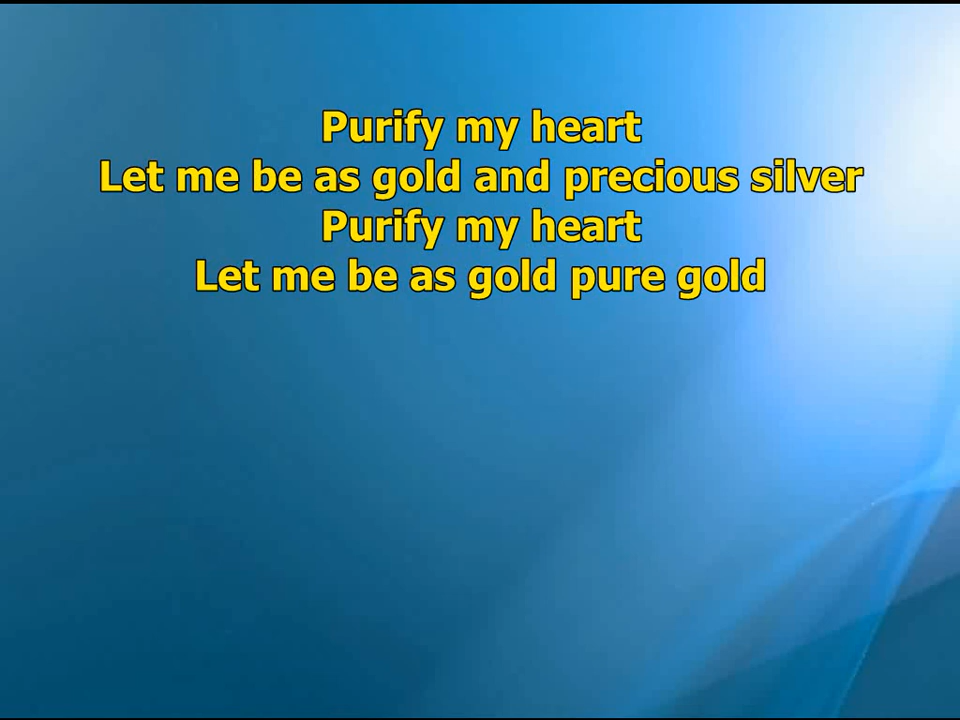 Purify my heart
Let me be as gold and precious silver
Purify my heart
Let me be as gold pure gold